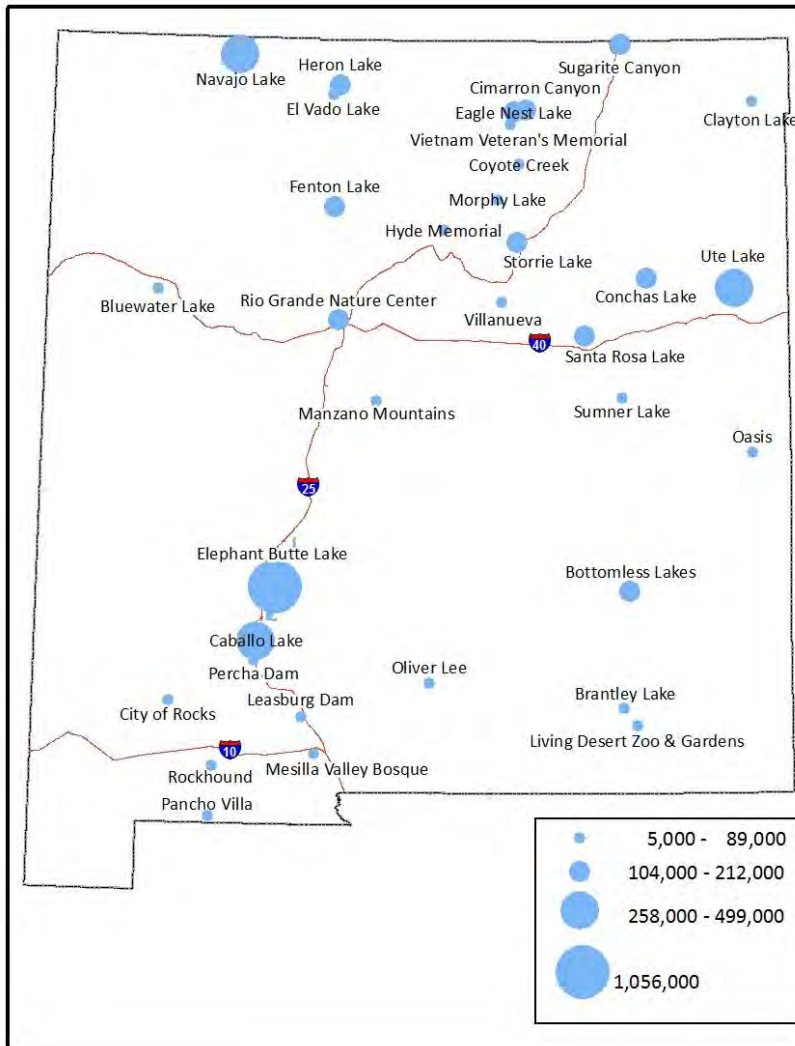 Navajo Lake
Heron Lake
El Vado Lake
Sugarite Canyon
Cimarron Canyon
Eagle Nest Lake
Clayton Lake
Vietnam Veteran's Memorial
Coyote Creek
Fenton Lake
Morphy Lake
Hyde Memorial
Storrie Lake
Ute Lake
Conchas Lake
Bluewater Lake
Rio Grande Nature Center
Villanueva
40
Santa Rosa Lake
Manzano Mountains
Sumner Lake
Oasis
25
Elephant Butte Lake
Bottomless Lakes
Caballo Lake
Percha Dam
Oliver Lee
City of Rocks
Leasburg Dam
Brantley Lake
Living Desert Zoo & Gardens
10
Rockhound
Mesilla Valley Bosque
Pancho Villa
5,000 - 89,000
104,000 - 212,000
258,000 - 499,000
1,056,000